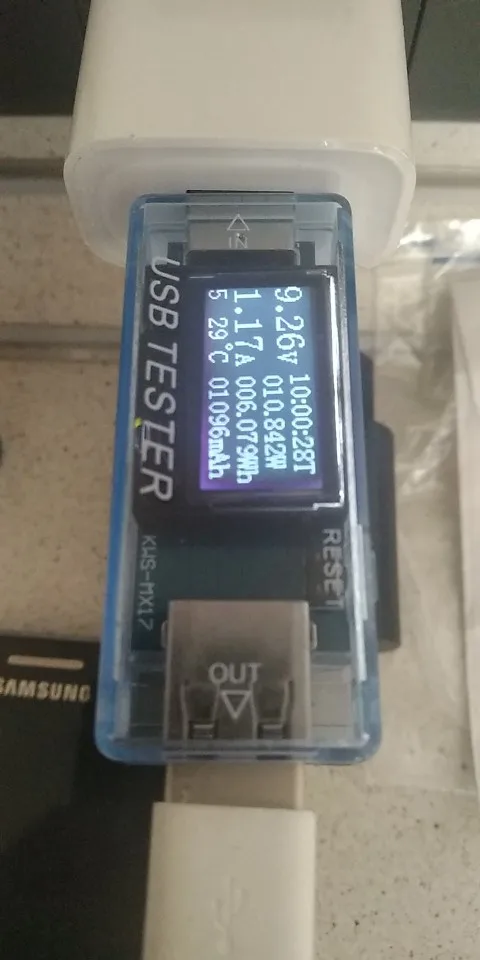 IN
9.26V 10:00:28T
010.842W
1.17A 006.079Wh
5 29°C 01096mAh
USB TESTER
KWS-MX17
RESET
OUT
SAMSUNG